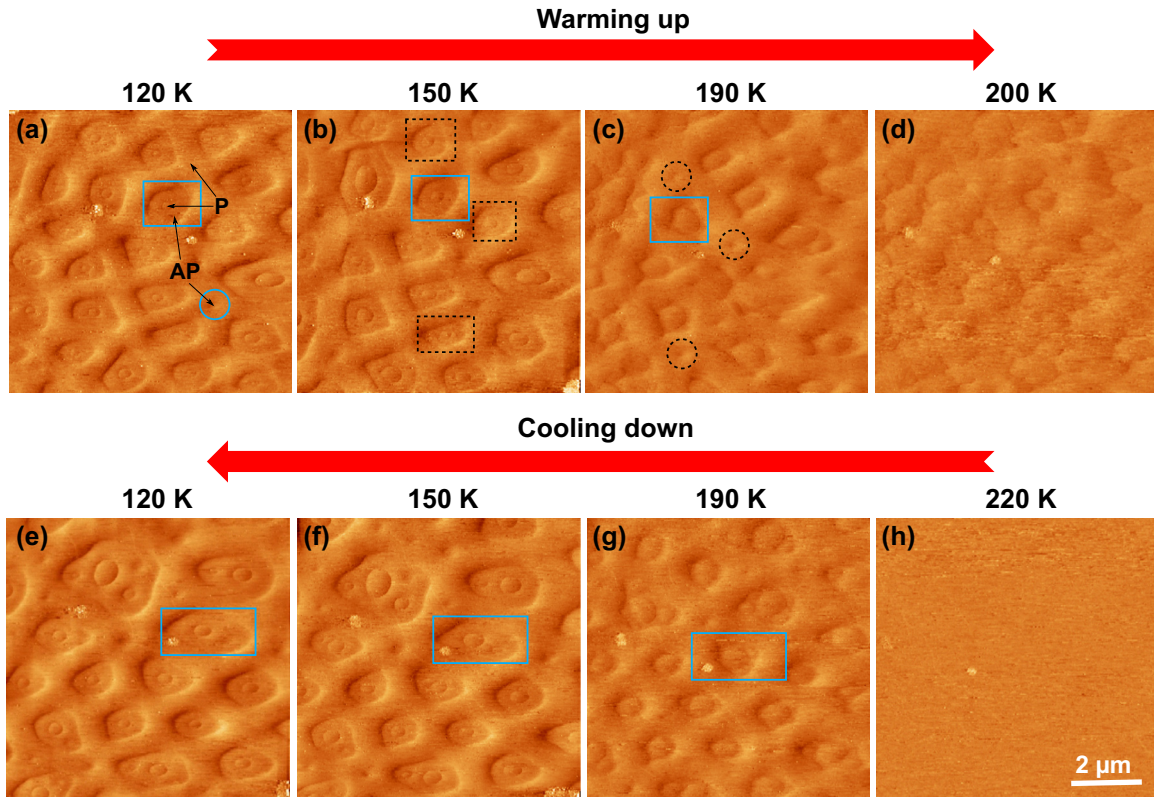 Warming up
120 K 150 K 190 K 200 K
(a) (b) (c) (d)
P
AP
Cooling down
120 K 150 K 190 K 220 K
(e) (f) (g) (h)
2 μm